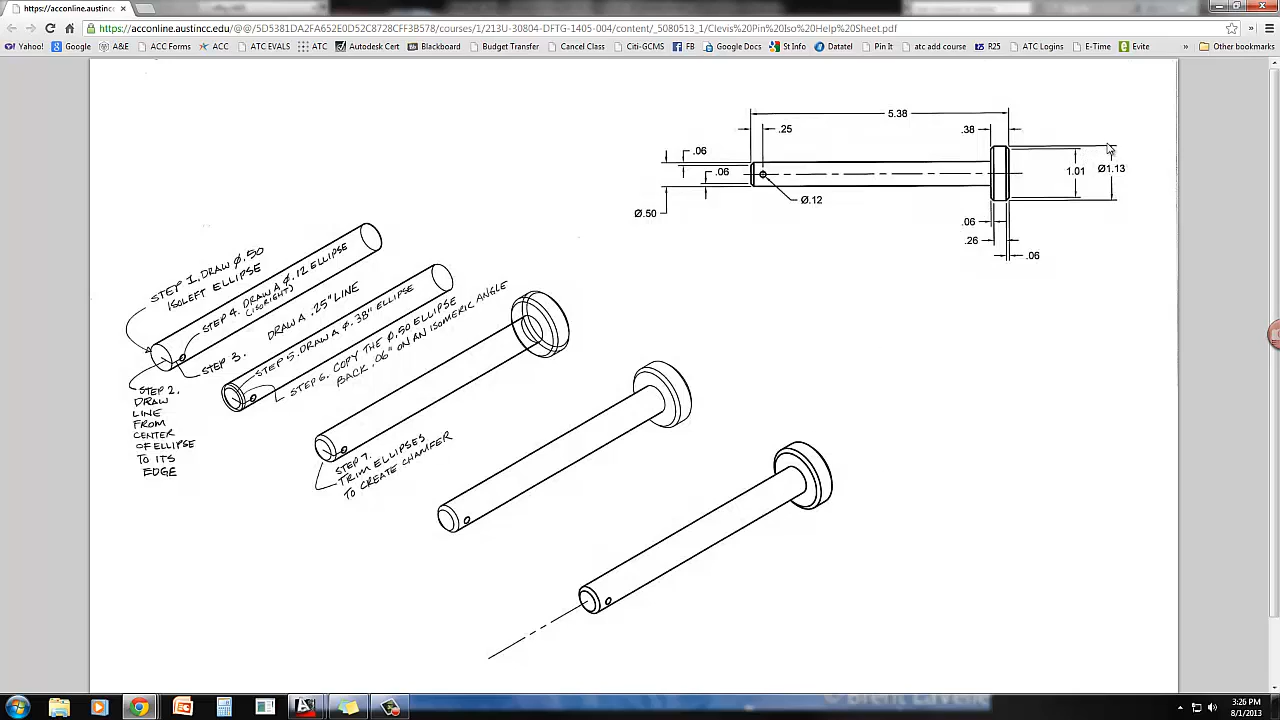 https://acconline.austincc.edu/
https://acconline.austincc.edu/@@/5D5381DA2FA652E0D52C8728CFF3B578/courses/1/213U-30804-DFTG-1405-004/content/_5080513_1/Clevis%20Pin%20Iso%20Help%20Sheet.pdf
Yahoo! Google A&E ACC Forms ACC ATC EVALS ATC Autodesk Cert Blackboard Budget Transfer Cancel Class Citi-GCMS FB Google Docs St Info Datatel Pin It atc add course R25 ATC Logins E-Time Evite » Other bookmarks
5.38
.25
.38
.06
.06
1.01
Ø1.13
Ø.12
Ø.50
.06
.26
.06
STEP 1. DRAW Ø.50
ISOLEFT ELLIPSE
STEP 4. DRAW A Ø.12 ELLIPSE
(ISORIGHT)
DRAW A .25" LINE
STEP 3.
STEP 5. DRAW A Ø.38" ELLIPSE
STEP 6. COPY THE Ø.50 ELLIPSE
BACK .06" ON AN ISOMERIC ANGLE
STEP 2.
DRAW
LINE
FROM
CENTER
OF ELLIPSE
TO ITS
EDGE
STEP 7.
TRIM ELLIPSES
TO CREATE CHAMFER
3:26 PM
8/1/2013